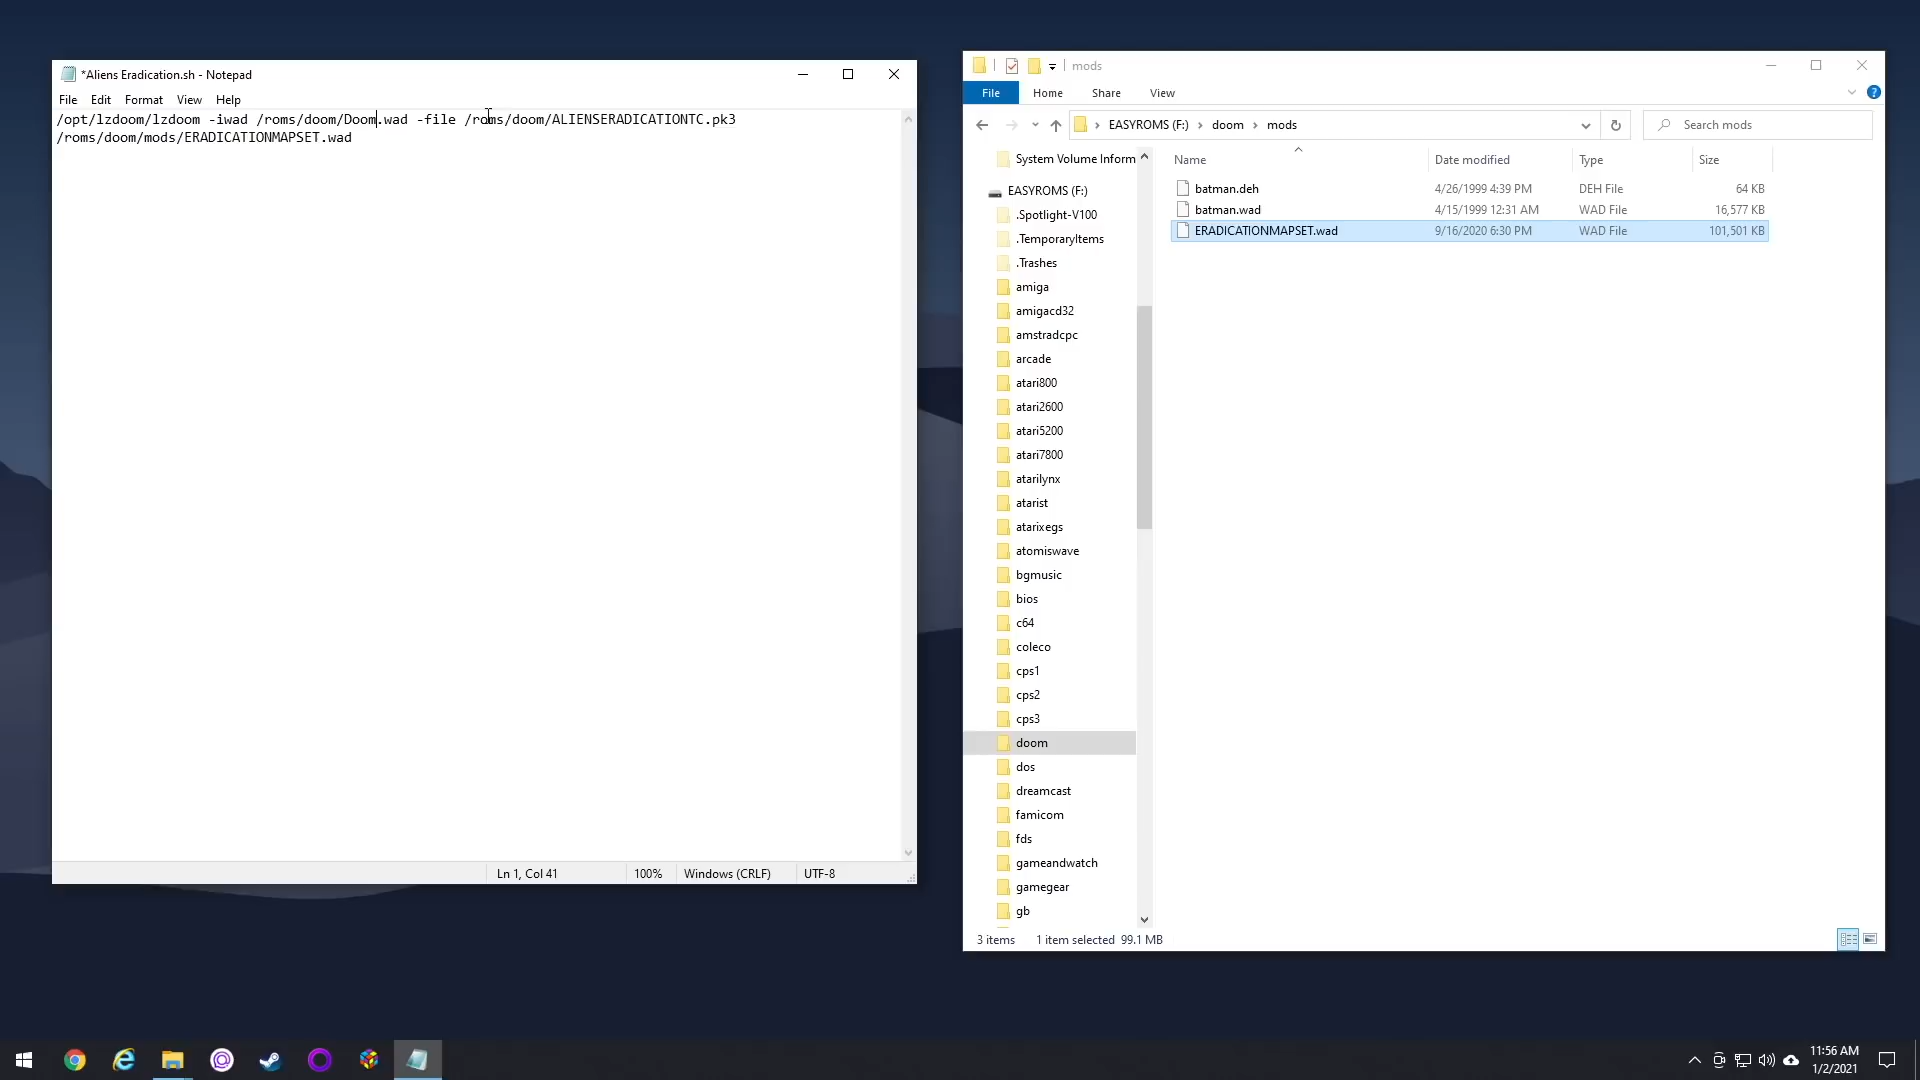 *Aliens Eradication.sh - Notepad
File Edit Format View Help
/opt/lzdoom/lzdoom -iwad /roms/doom/Doom.wad -file /roms/doom/ALIENSERADICATIONTC.pk3
/roms/doom/mods/ERADICATIONMAPSET.wad
Ln 1, Col 41 100% Windows (CRLF) UTF-8
mods
File Home Share View
EASYROMS (F:) doom mods
Search mods
System Volume Inform
EASYROMS (F:)
.Spotlight-V100
.TemporaryItems
.Trashes
amiga
amigacd32
amstradcpc
arcade
atari800
atari2600
atari5200
atari7800
atarilynx
atarist
atarixegs
atomiswave
bgmusic
bios
c64
coleco
cps1
cps2
cps3
doom
dos
dreamcast
famicom
fds
gameandwatch
gamegear
gb
Name Date modified Type Size
batman.deh 4/26/1999 4:39 PM DEH File 64 KB
batman.wad 4/15/1999 12:31 AM WAD File 16,577 KB
ERADICATIONMAPSET.wad 9/16/2020 6:30 PM WAD File 101,501 KB
3 items 1 item selected 99.1 MB
11:56 AM
1/2/2021